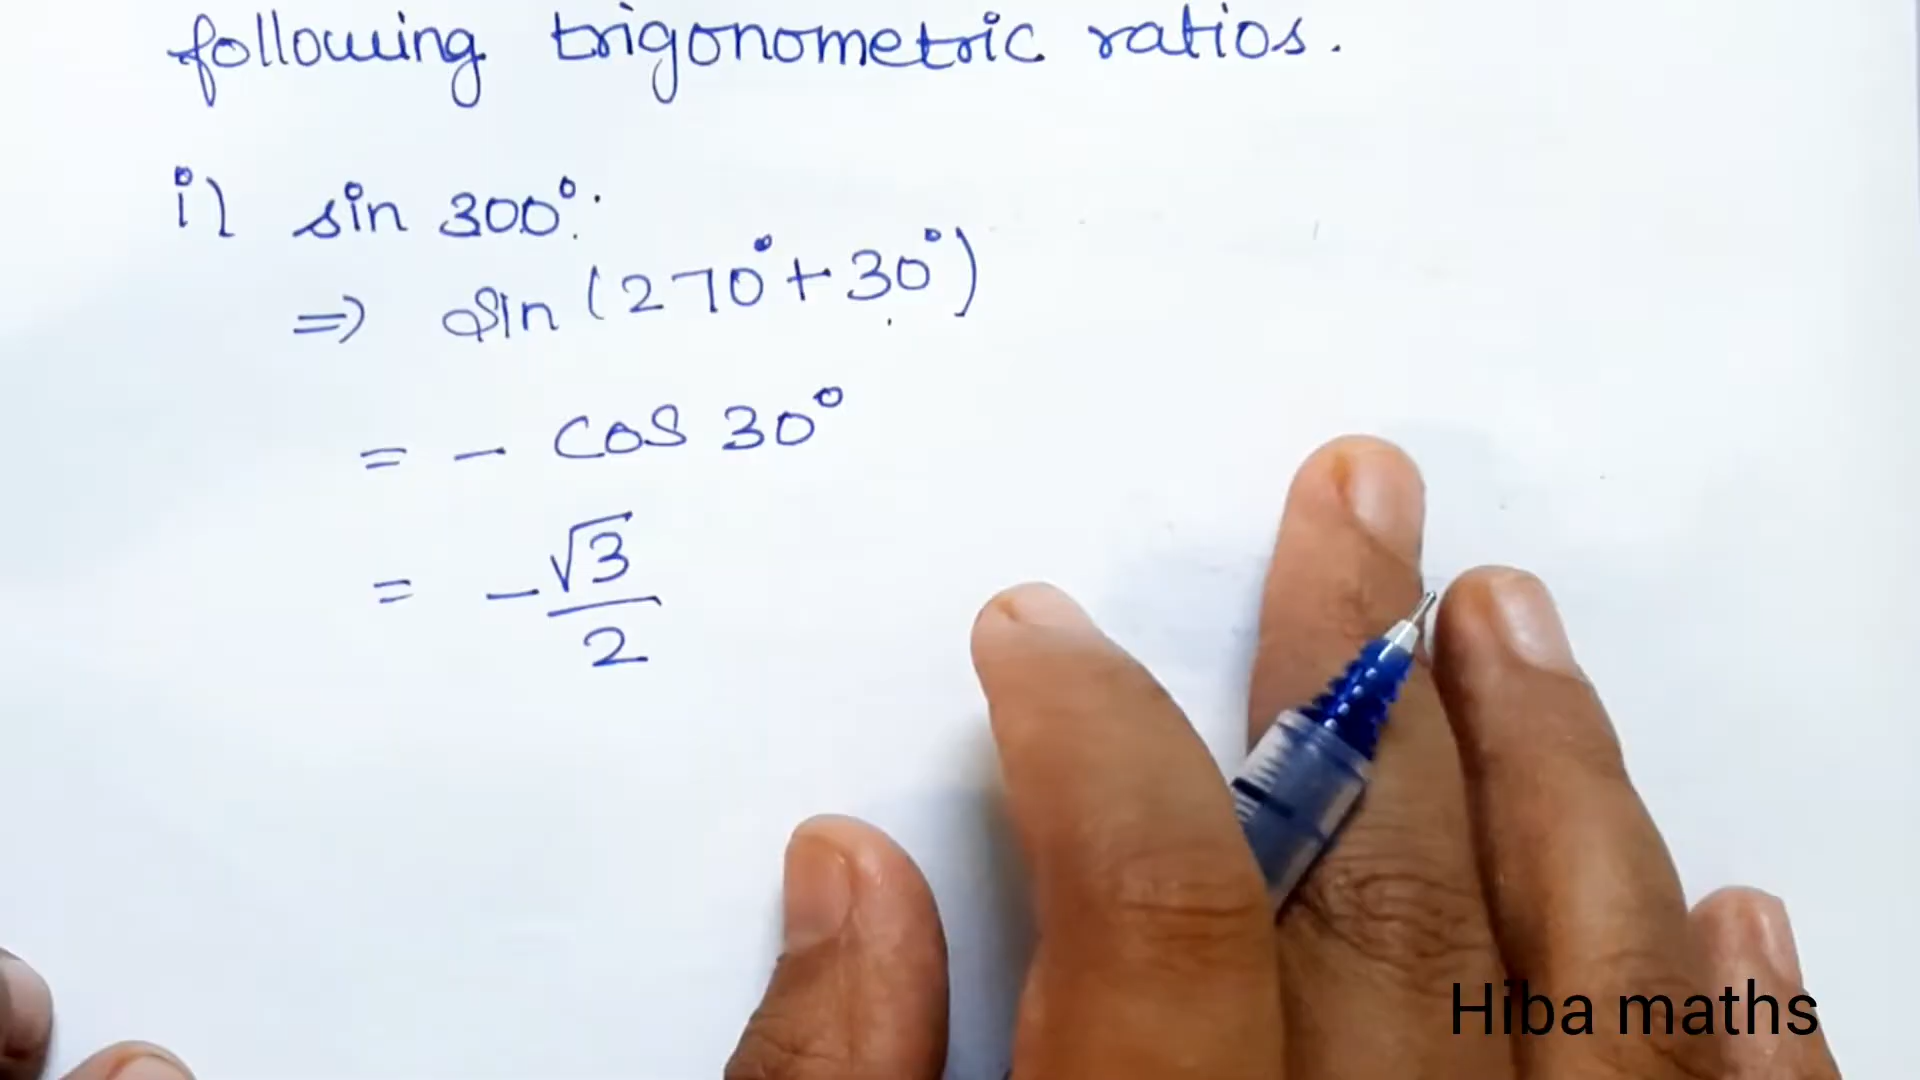 following trigonometric ratios.
i) sin 300°.
⇒ Sin (270° + 30°)
= - cos 30°
= - √3/2
Hiba maths